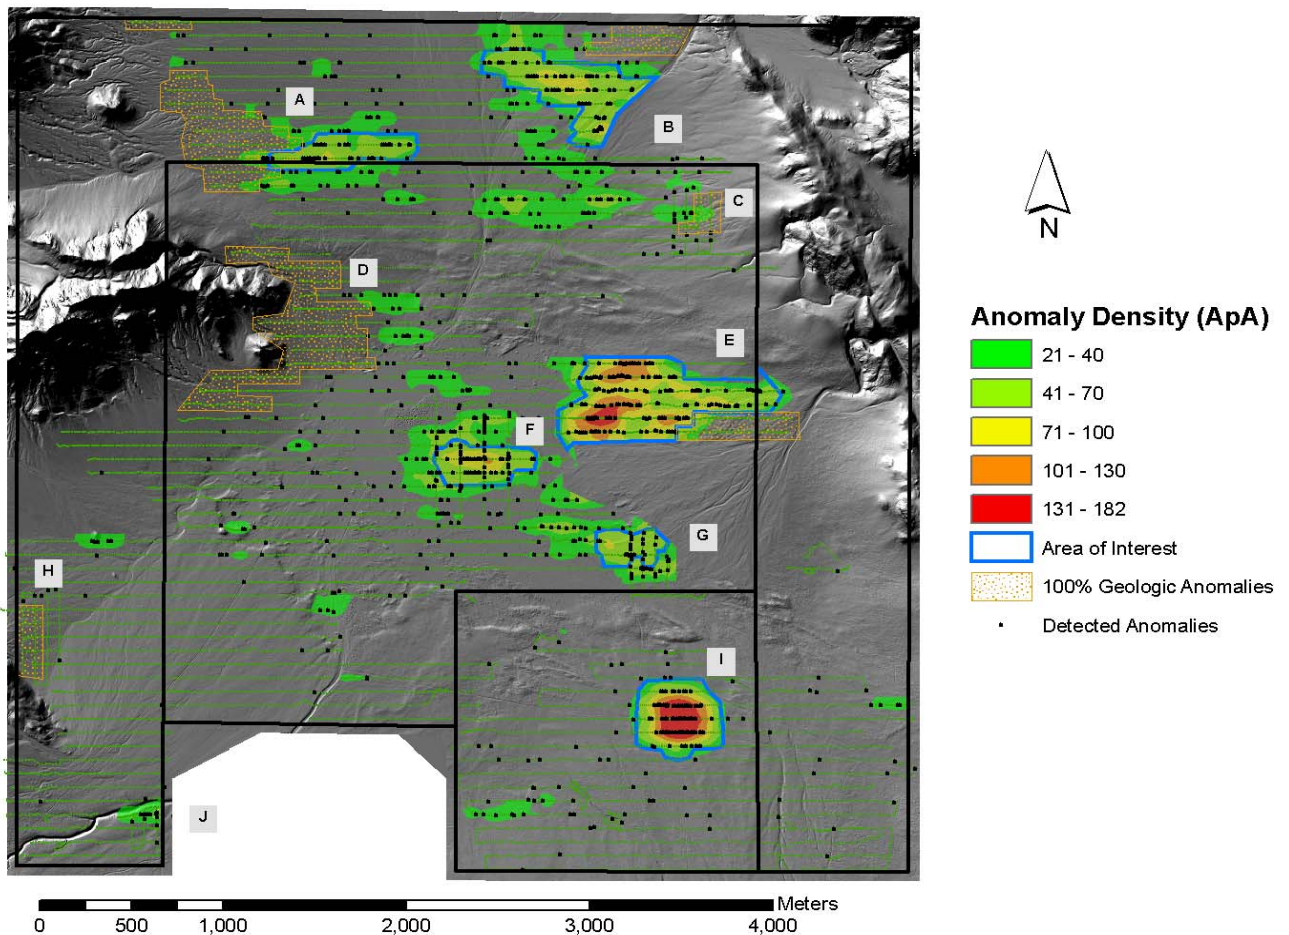 A
B
C
D
E
F
G
H
I
J
N
Anomaly Density (ApA)
21 - 40
41 - 70
71 - 100
101 - 130
131 - 182
Area of Interest
100% Geologic Anomalies
Detected Anomalies
Meters
0 500 1,000 2,000 3,000 4,000